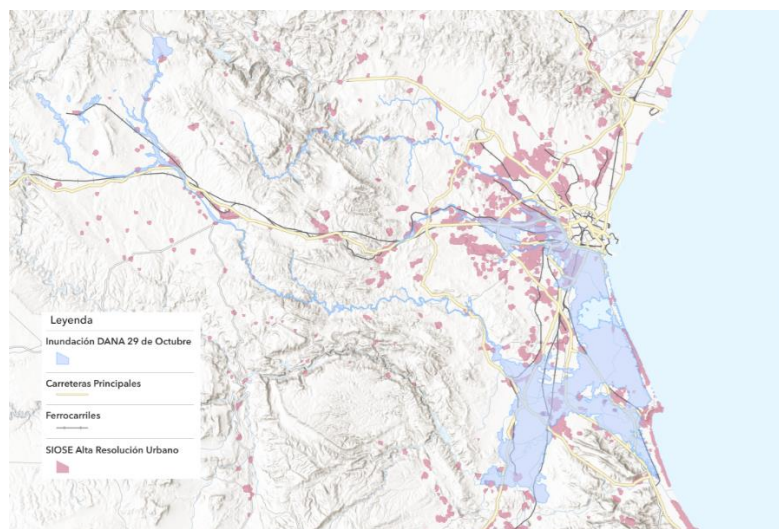 Leyenda
Inundación DANA 29 de Octubre
Carreteras Principales
Ferrocarriles
SIOSE Alta Resolución Urbano